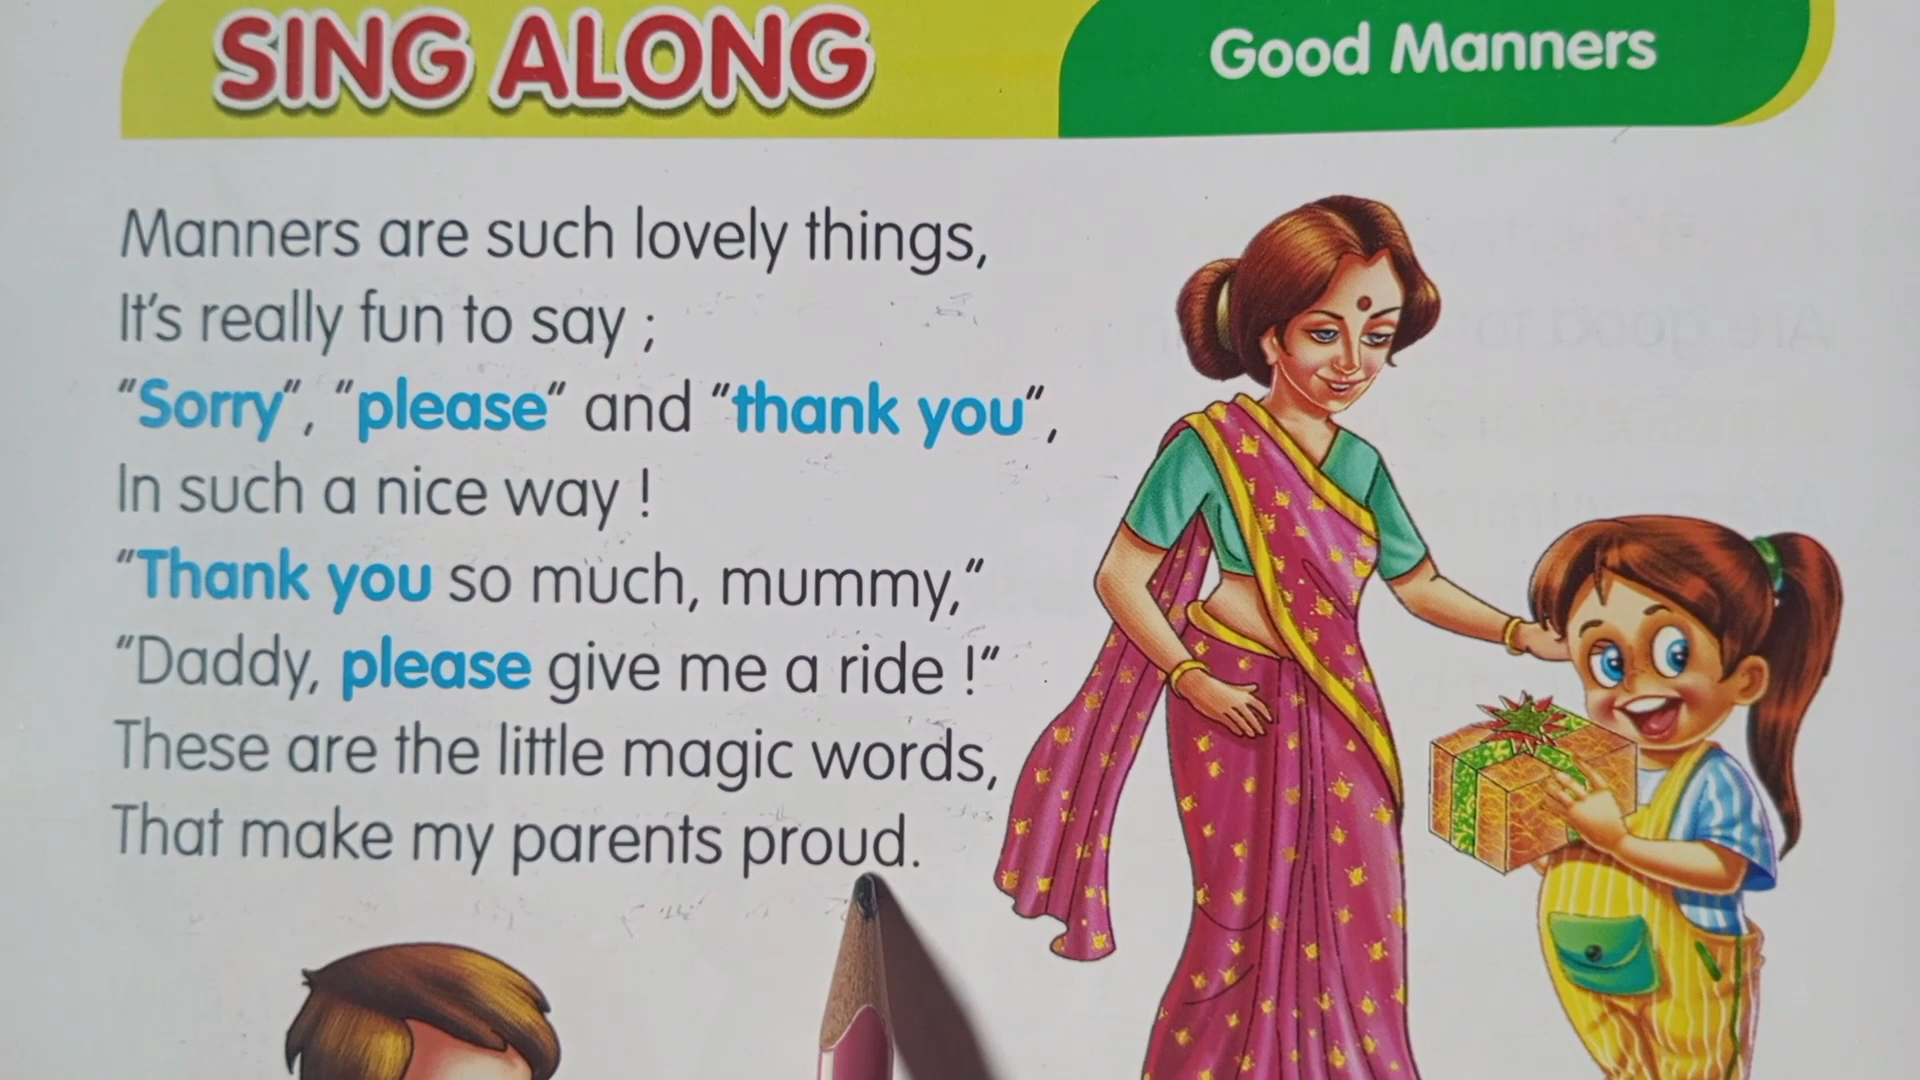 SING ALONG
Good Manners
Manners are such lovely things,
It's really fun to say ;
"Sorry", "please" and "thank you",
In such a nice way !
"Thank you so much, mummy,"
"Daddy, please give me a ride !"
These are the little magic words,
That make my parents proud.